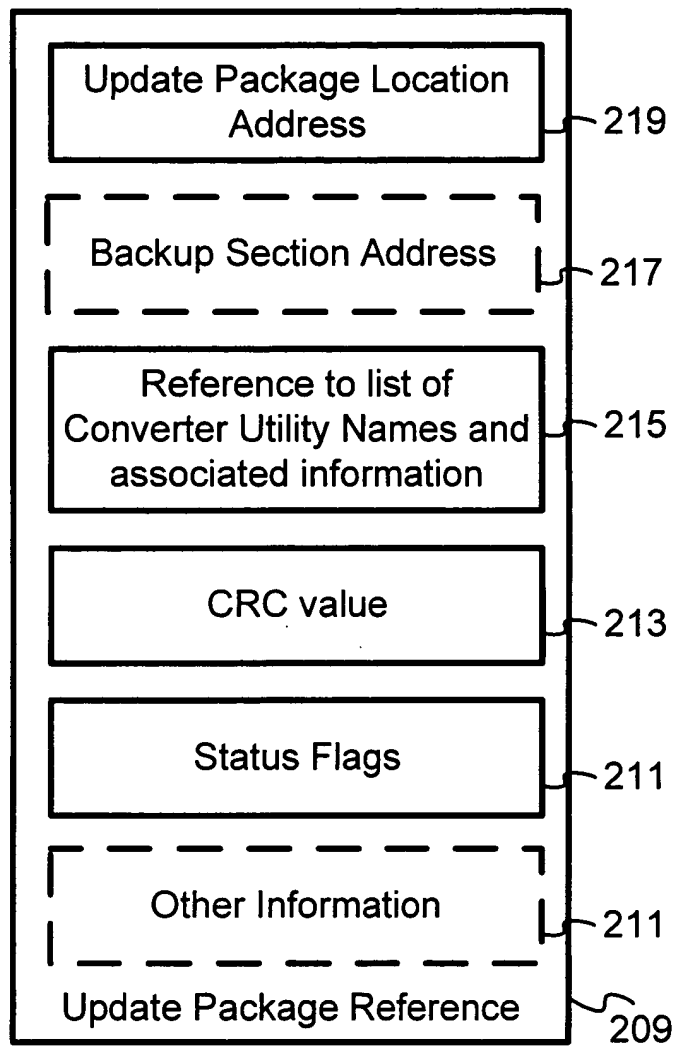 Update Package Location
Address
219
Backup Section Address
217
Reference to list of
Converter Utility Names and
associated information
215
CRC value
213
Status Flags
211
Other Information
211
Update Package Reference
209